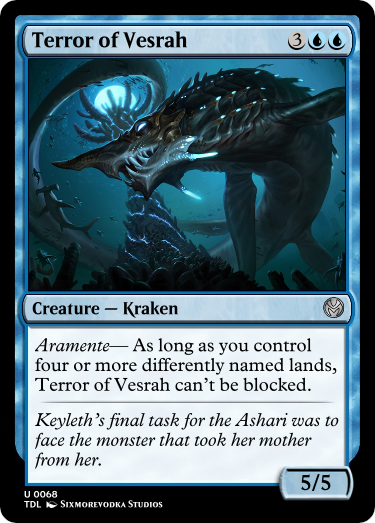 Terror of Vesrah 3
Creature — Kraken
Aramente— As long as you control
four or more differently named lands,
Terror of Vesrah can't be blocked.
Keyleth's final task for the Ashari was to
face the monster that took her mother
from her.
5/5
U 0068
TDL Sixmorevodka Studios